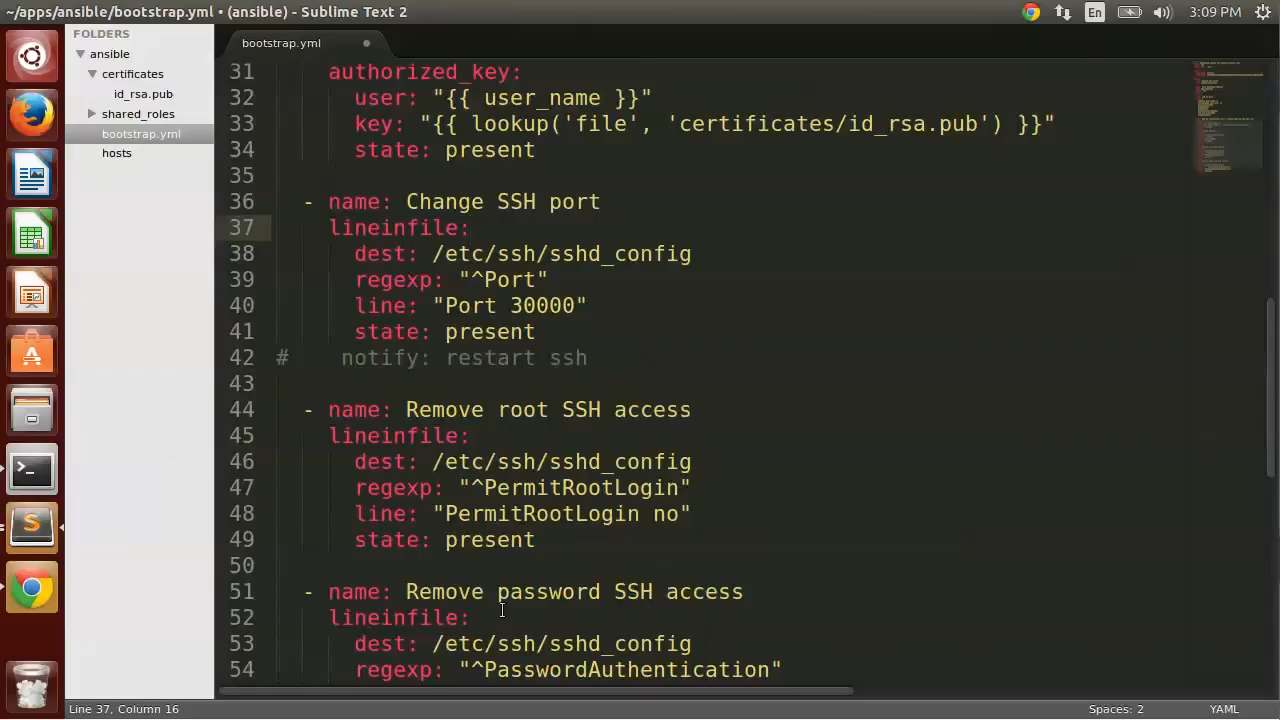 ~/apps/ansible/bootstrap.yml • (ansible) - Sublime Text 2
En
3:09 PM
FOLDERS
ansible
certificates
id_rsa.pub
shared_roles
bootstrap.yml
hosts
bootstrap.yml
31 authorized_key:
32 user: "{{ user_name }}"
33 key: "{{ lookup('file', 'certificates/id_rsa.pub') }}"
34 state: present
35
36 - name: Change SSH port
37 lineinfile:
38 dest: /etc/ssh/sshd_config
39 regexp: "^Port"
40 line: "Port 30000"
41 state: present
42 # notify: restart ssh
43
44 - name: Remove root SSH access
45 lineinfile:
46 dest: /etc/ssh/sshd_config
47 regexp: "^PermitRootLogin"
48 line: "PermitRootLogin no"
49 state: present
50
51 - name: Remove password SSH access
52 lineinfile:
53 dest: /etc/ssh/sshd_config
54 regexp: "^PasswordAuthentication"
Line 37, Column 16
Spaces: 2
YAML